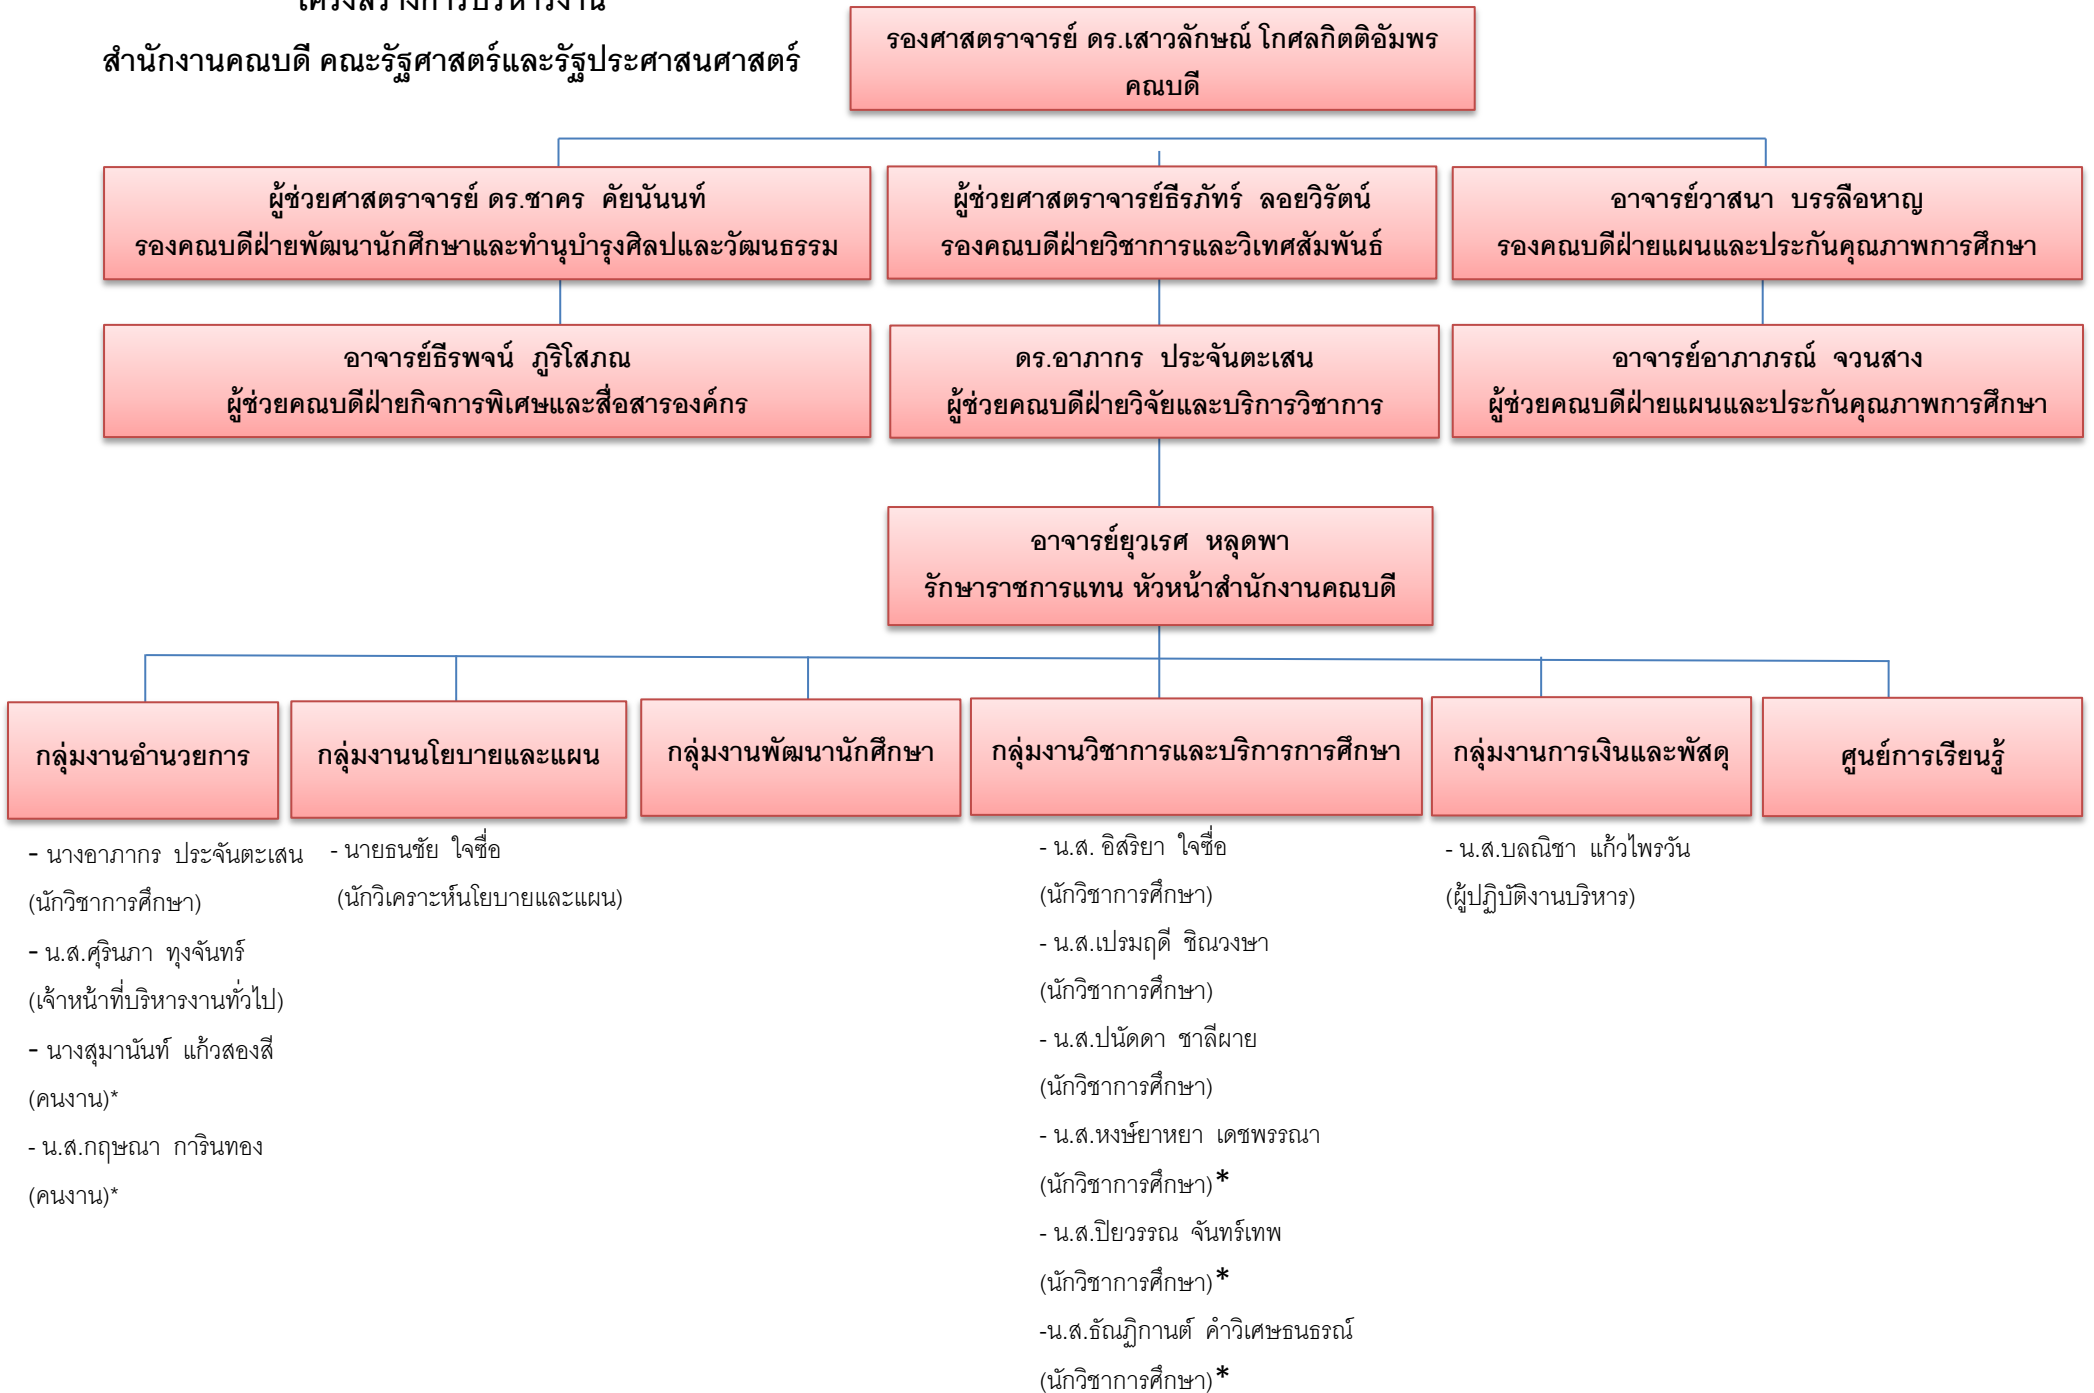 โครงสร้างการบริหารงาน
สำนักงานคณบดี คณะรัฐศาสตร์และรัฐประศาสนศาสตร์
รองศาสตราจารย์ ดร.เสาวลักษณ์ โกศลกิตติอัมพร
คณบดี
ผู้ช่วยศาสตราจารย์ ดร.ชาคร  คัยนันนท์
รองคณบดีฝ่ายพัฒนานักศึกษาและทำนุบำรุงศิลปและวัฒนธรรม
ผู้ช่วยศาสตราจารย์ธีรภัทร์  ลอยวิรัตน์
รองคณบดีฝ่ายวิชาการและวิเทศสัมพันธ์
อาจารย์วาสนา  บรรลือหาญ
รองคณบดีฝ่ายแผนและประกันคุณภาพการศึกษา
อาจารย์ธีรพจน์  ภูริโสภณ
ผู้ช่วยคณบดีฝ่ายกิจการพิเศษและสื่อสารองค์กร
ดร.อาภากร  ประจันตะเสน
ผู้ช่วยคณบดีฝ่ายวิจัยและบริการวิชาการ
อาจารย์อาภาภรณ์  จวนสาง
ผู้ช่วยคณบดีฝ่ายแผนและประกันคุณภาพการศึกษา
อาจารย์ยุวเรศ  หลุดพา
รักษาราชการแทน หัวหน้าสำนักงานคณบดี
กลุ่มงานอำนวยการ
กลุ่มงานนโยบายและแผน
กลุ่มงานพัฒนานักศึกษา
กลุ่มงานวิชาการและบริการการศึกษา
กลุ่มงานการเงินและพัสดุ
ศูนย์การเรียนรู้
- นางอาภากร  ประจันตะเสน
(นักวิชาการศึกษา)
- น.ส.ศุรินภา  ทุงจันทร์
(เจ้าหน้าที่บริหารงานทั่วไป)
- นางสุมานันท์  แก้วสองสี
(คนงาน)*
- น.ส.กฤษณา  การินทอง
(คนงาน)*
- นายธนชัย  ใจซื่อ
(นักวิเคราะห์นโยบายและแผน)
- น.ส. อิสริยา  ใจซื่อ
(นักวิชาการศึกษา)
- น.ส.เปรมฤดี  ชิณวงษา
(นักวิชาการศึกษา)
- น.ส.ปนัดดา  ชาลีผาย
(นักวิชาการศึกษา)
- น.ส.หงษ์ยาหยา  เดชพรรณา
(นักวิชาการศึกษา)*
- น.ส.ปิยวรรณ  จันทร์เทพ
(นักวิชาการศึกษา)*
-น.ส.ธัณฎิกานต์  คำวิเศษธนธรณ์
(นักวิชาการศึกษา)*
- น.ส.บลณิชา  แก้วไพรวัน
(ผู้ปฏิบัติงานบริหาร)